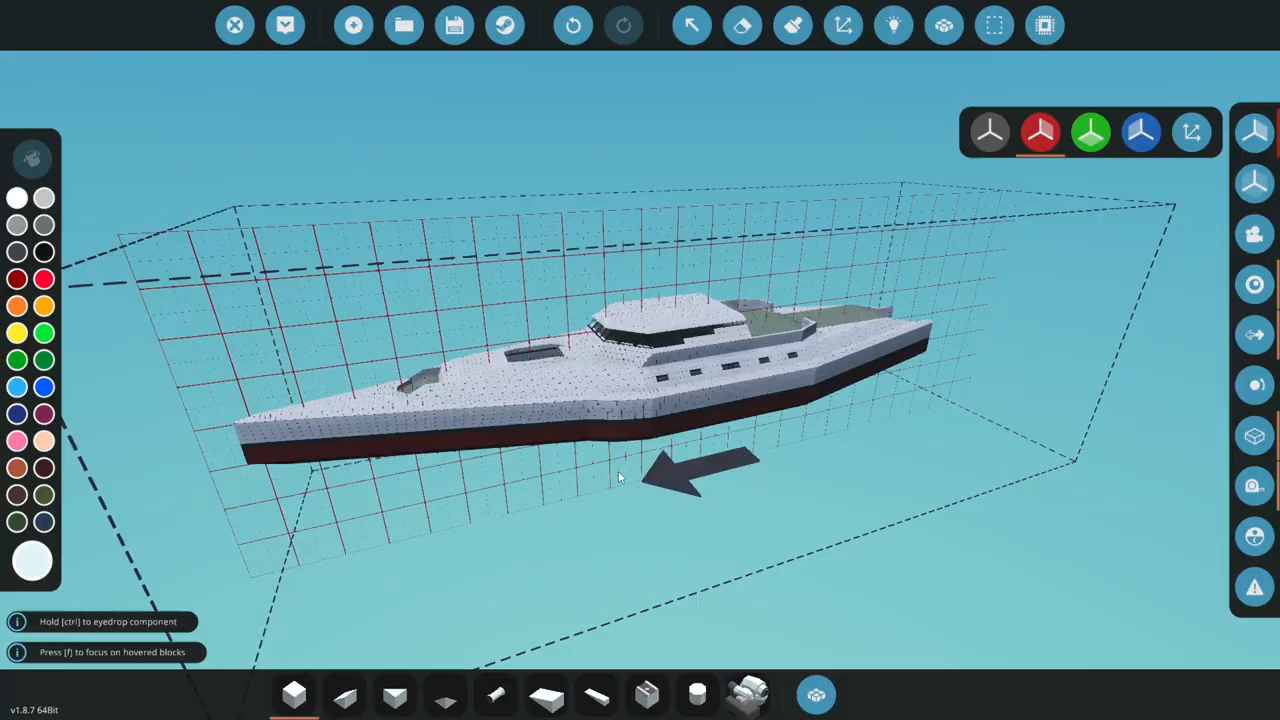 Hold [ctrl] to eyedrop component
Press [f] to focus on hovered blocks
v1.8.7 64Bit